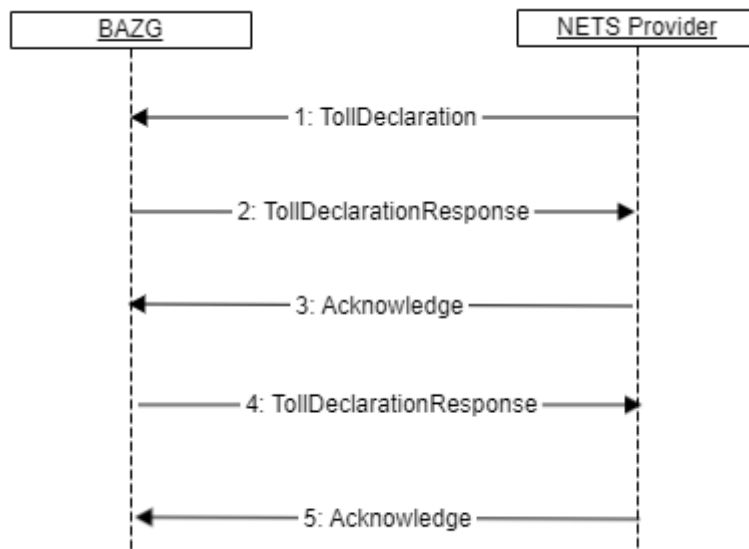 BAZG
NETS Provider
1: TollDeclaration
2: TollDeclarationResponse
3: Acknowledge
4: TollDeclarationResponse
5: Acknowledge